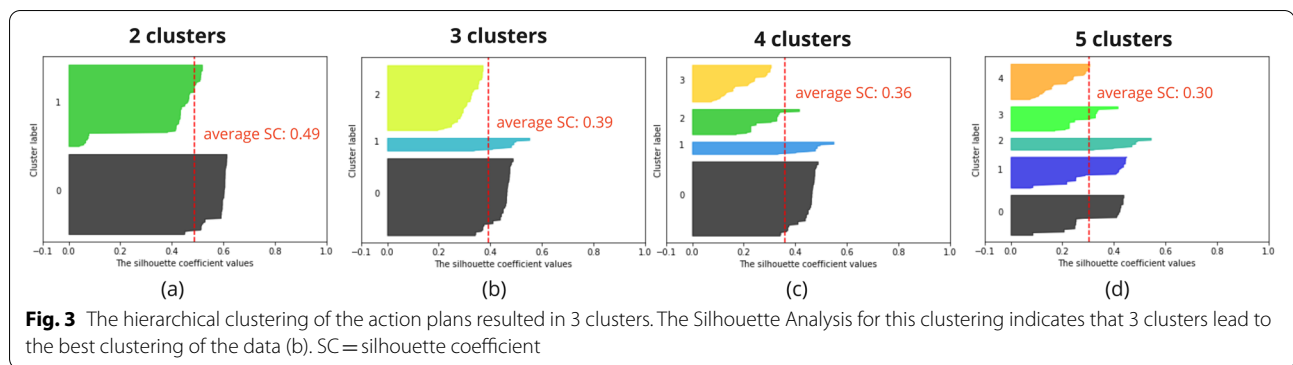 2 clusters
3 clusters
4 clusters
5 clusters
Cluster label
1
0
average SC: 0.49
−0.1 0.0 0.2 0.4 0.6 0.8 1.0
The silhouette coefficient values
(a)
Cluster label
2
1
0
average SC: 0.39
−0.1 0.0 0.2 0.4 0.6 0.8 1.0
The silhouette coefficient values
(b)
Cluster label
3
2
1
0
average SC: 0.36
−0.1 0.0 0.2 0.4 0.6 0.8 1.0
The silhouette coefficient values
(c)
Cluster label
4
3
2
1
0
average SC: 0.30
−0.1 0.0 0.2 0.4 0.6 0.8 1.0
The silhouette coefficient values
(d)
Fig. 3 The hierarchical clustering of the action plans resulted in 3 clusters. The Silhouette Analysis for this clustering indicates that 3 clusters lead to
the best clustering of the data (b). SC = silhouette coefficient